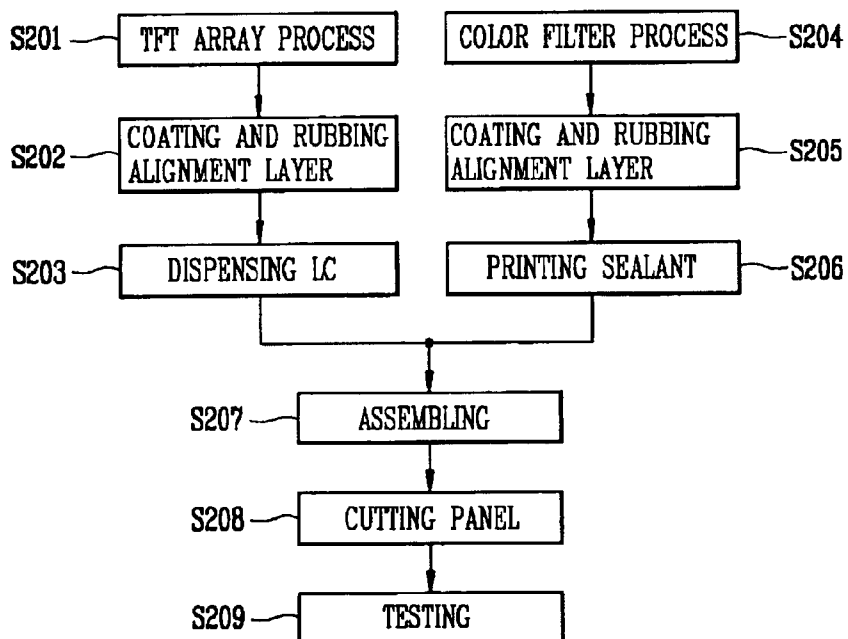 S201 TFT ARRAY PROCESS
COLOR FILTER PROCESS S204
S202 COATING AND RUBBING
ALIGNMENT LAYER
COATING AND RUBBING
ALIGNMENT LAYER S205
S203 DISPENSING LC
PRINTING SEALANT S206
S207 ASSEMBLING
S208 CUTTING PANEL
S209 TESTING